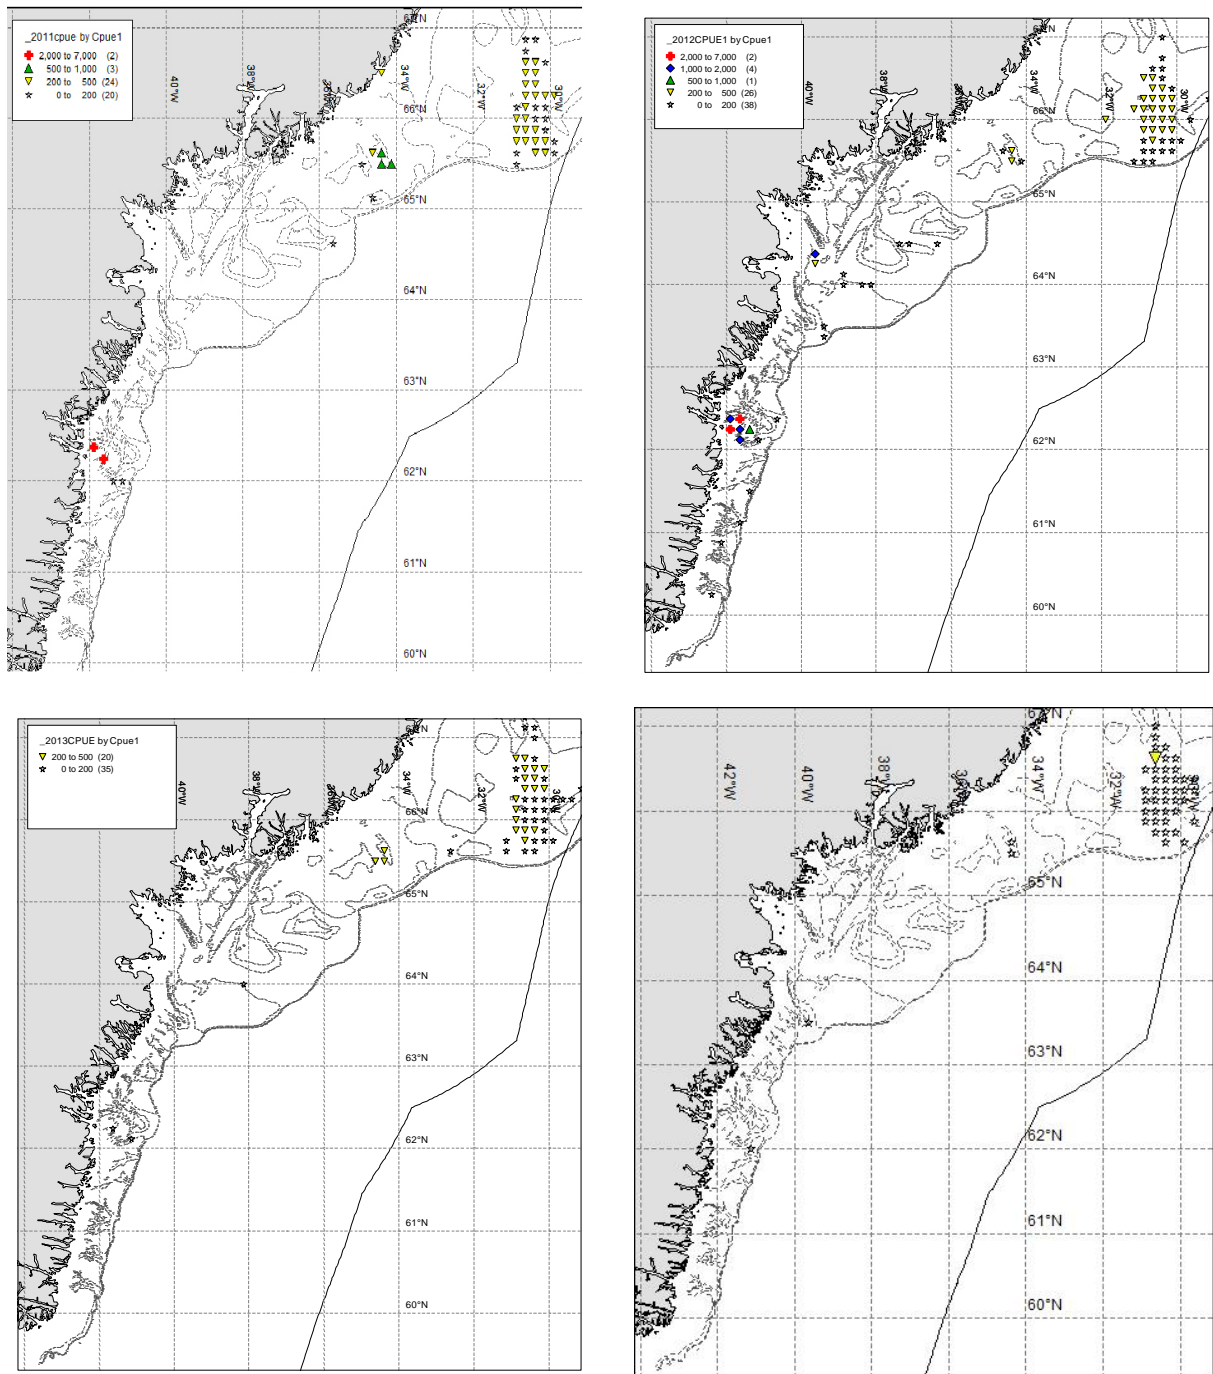 _2011cpue by Cpue1
2,000 to 7,000 (2)
500 to 1,000 (3)
200 to 500 (24)
0 to 200 (20)
40°W
38°W
34°W
32°W
30°W
66°N
65°N
64°N
63°N
62°N
61°N
60°N
_2012CPUE1 by Cpue1
2,000 to 7,000 (2)
1,000 to 2,000 (4)
500 to 1,000 (1)
200 to 500 (26)
0 to 200 (38)
67°N
40°W
38°W
34°W
32°W
30°W
66°N
65°N
64°N
63°N
62°N
61°N
60°N
_2013CPUE by Cpue1
200 to 500 (20)
0 to 200 (35)
67°N
40°W
38°W
34°W
32°W
66°N
65°N
64°N
63°N
62°N
61°N
60°N
42°W
40°W
38°W
34°W
32°W
65°N
64°N
63°N
62°N
61°N
60°N